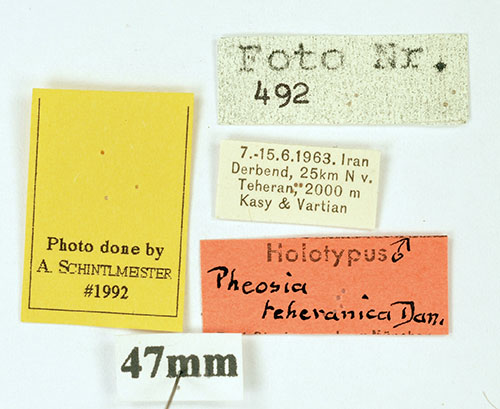 Foto Nr.
492
7.-15.6.1963. Iran
Derbend, 25km N v.
Teheran, 2000 m
Kasy & Vartian
Photo done by
A. SCHINTLMEISTER
#1992
Holotypus ♂
Pheosia
teheranica Dan.
47mm